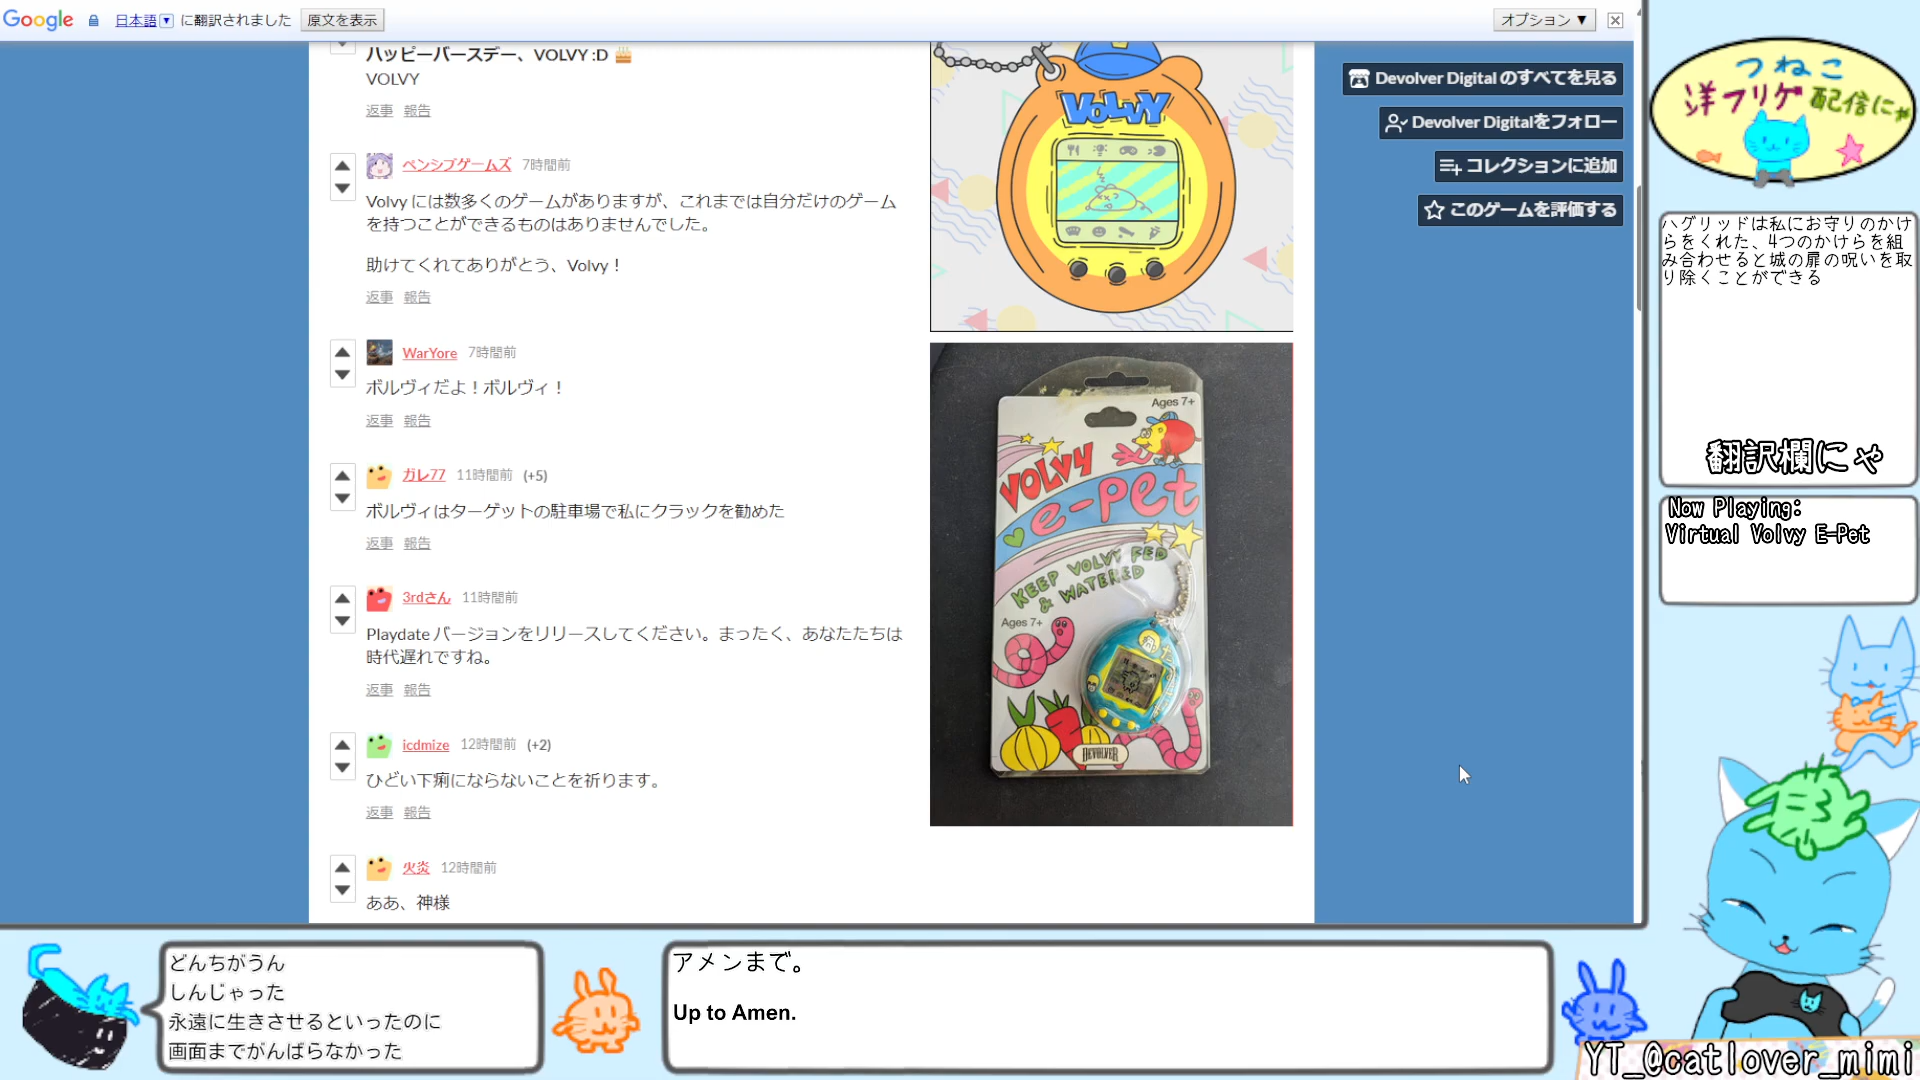 Google 日本語 ▼ に翻訳されました 原文を表示
オプション ▼
ハッピーバースデー、VOLVY :D 🎂
VOLVY
返事 報告
ペンシブゲームズ 7時間前
Volvy には数多くのゲームがありますが、これまでは自分だけのゲーム
を持つことができるものはありませんでした。
助けてくれてありがとう、Volvy！
返事 報告
WarYore 7時間前
ボルヴィだよ！ボルヴィ！
返事 報告
ガレ77 11時間前 (+5)
ボルヴィはターゲットの駐車場で私にクラックを勧めた
返事 報告
3rdさん 11時間前
Playdate バージョンをリリースしてください。まったく、あなたたちは
時代遅れですね。
返事 報告
icdmize 12時間前 (+2)
ひどい下痢にならないことを祈ります。
返事 報告
火炎 12時間前
ああ、神様
VOLVY
Ages 7+
VOLVY
e-pet
KEEP VOLVY FED
& WATERED
Ages 7+
DEVOLVER
Devolver Digital のすべてを見る
Devolver Digitalをフォロー
コレクションに追加
このゲームを評価する
つねこ
洋フリゲ配信にゃ
ハグリッドは私にお守りのかけ
らをくれた、4つのかけらを組
み合わせると城の扉の呪いを取
り除くことができる
翻訳欄にゃ
Now Playing:
Virtual Volvy E-Pet
どんちがうん
しんじゃった
永遠に生きさせるといったのに
画面までがんばらなかった
アメンまで。
Up to Amen.
YT_@catlover_mimi